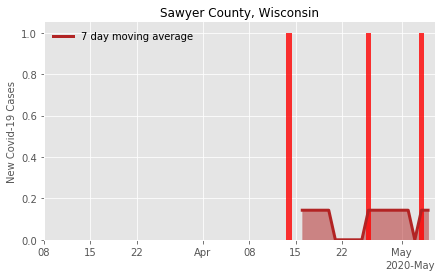 Sawyer County, Wisconsin
7 day moving average
New Covid-19 Cases
1.0
0.8
0.6
0.4
0.2
0.0
08 15 22 Apr 08 15 22 May
2020-May